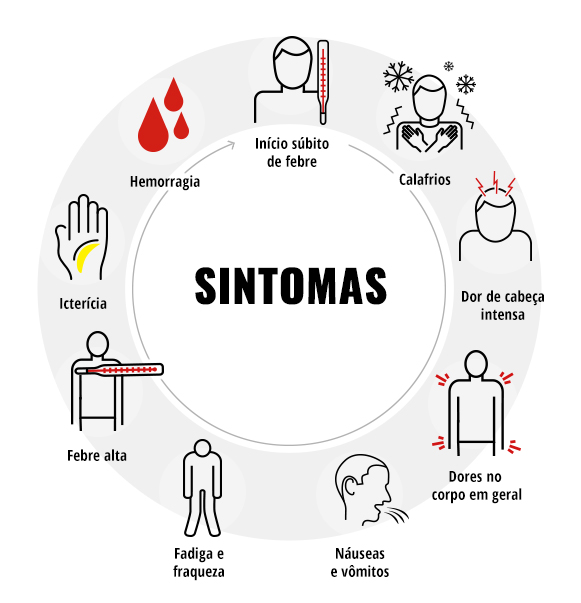 Início súbito
de febre
Calafrios
Dor de cabeça
intensa
Dores no
corpo em geral
Náuseas
e vômitos
Fadiga e
fraqueza
Febre alta
Icterícia
Hemorragia
SINTOMAS